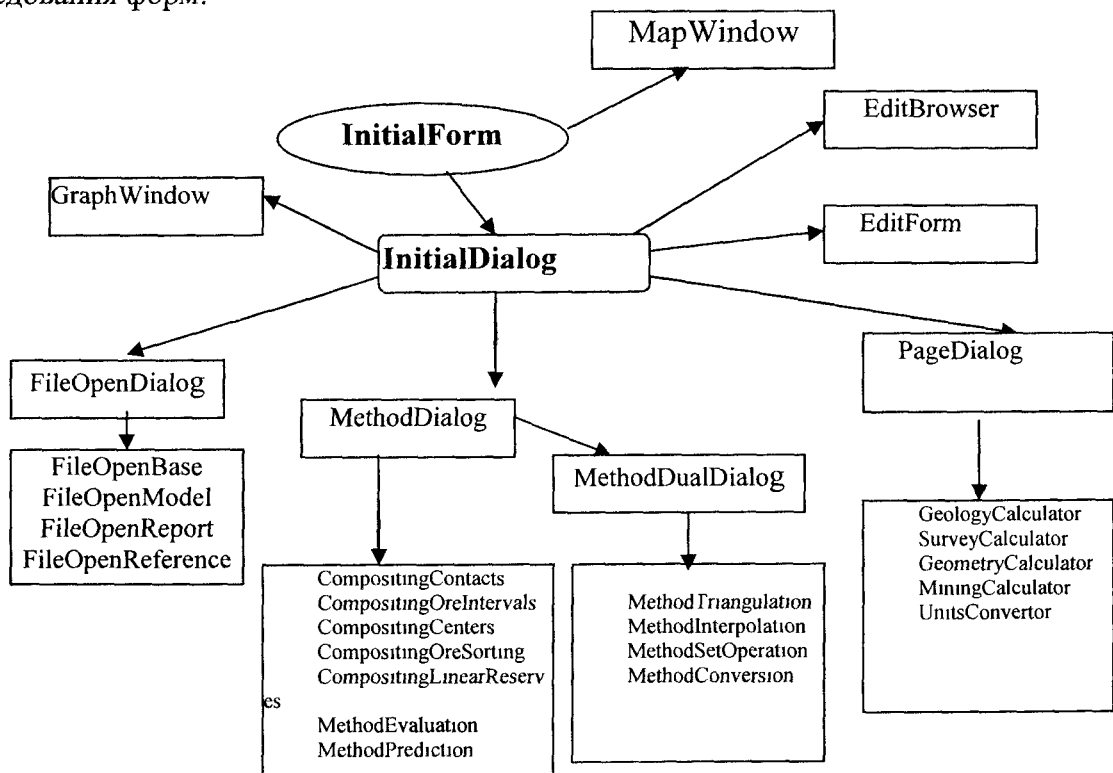 едования форм.
MapWindow
InitialForm
EditBrowser
GraphWindow
EditForm
InitialDialog
PageDialog
FileOpenDialog
MethodDialog
MethodDualDialog
FileOpenBase
FileOpenModel
FileOpenReport
FileOpenReference
CompositingContacts
CompositingOreIntervals
CompositingCenters
CompositingOreSorting
CompositingLinearReserv
es
MethodEvaluation
MethodPrediction
MethodTriangulation
MethodInterpolation
MethodSetOperation
MethodConversion
GeologyCalculator
SurveyCalculator
GeometryCalculator
MiningCalculator
UnitsConvertor